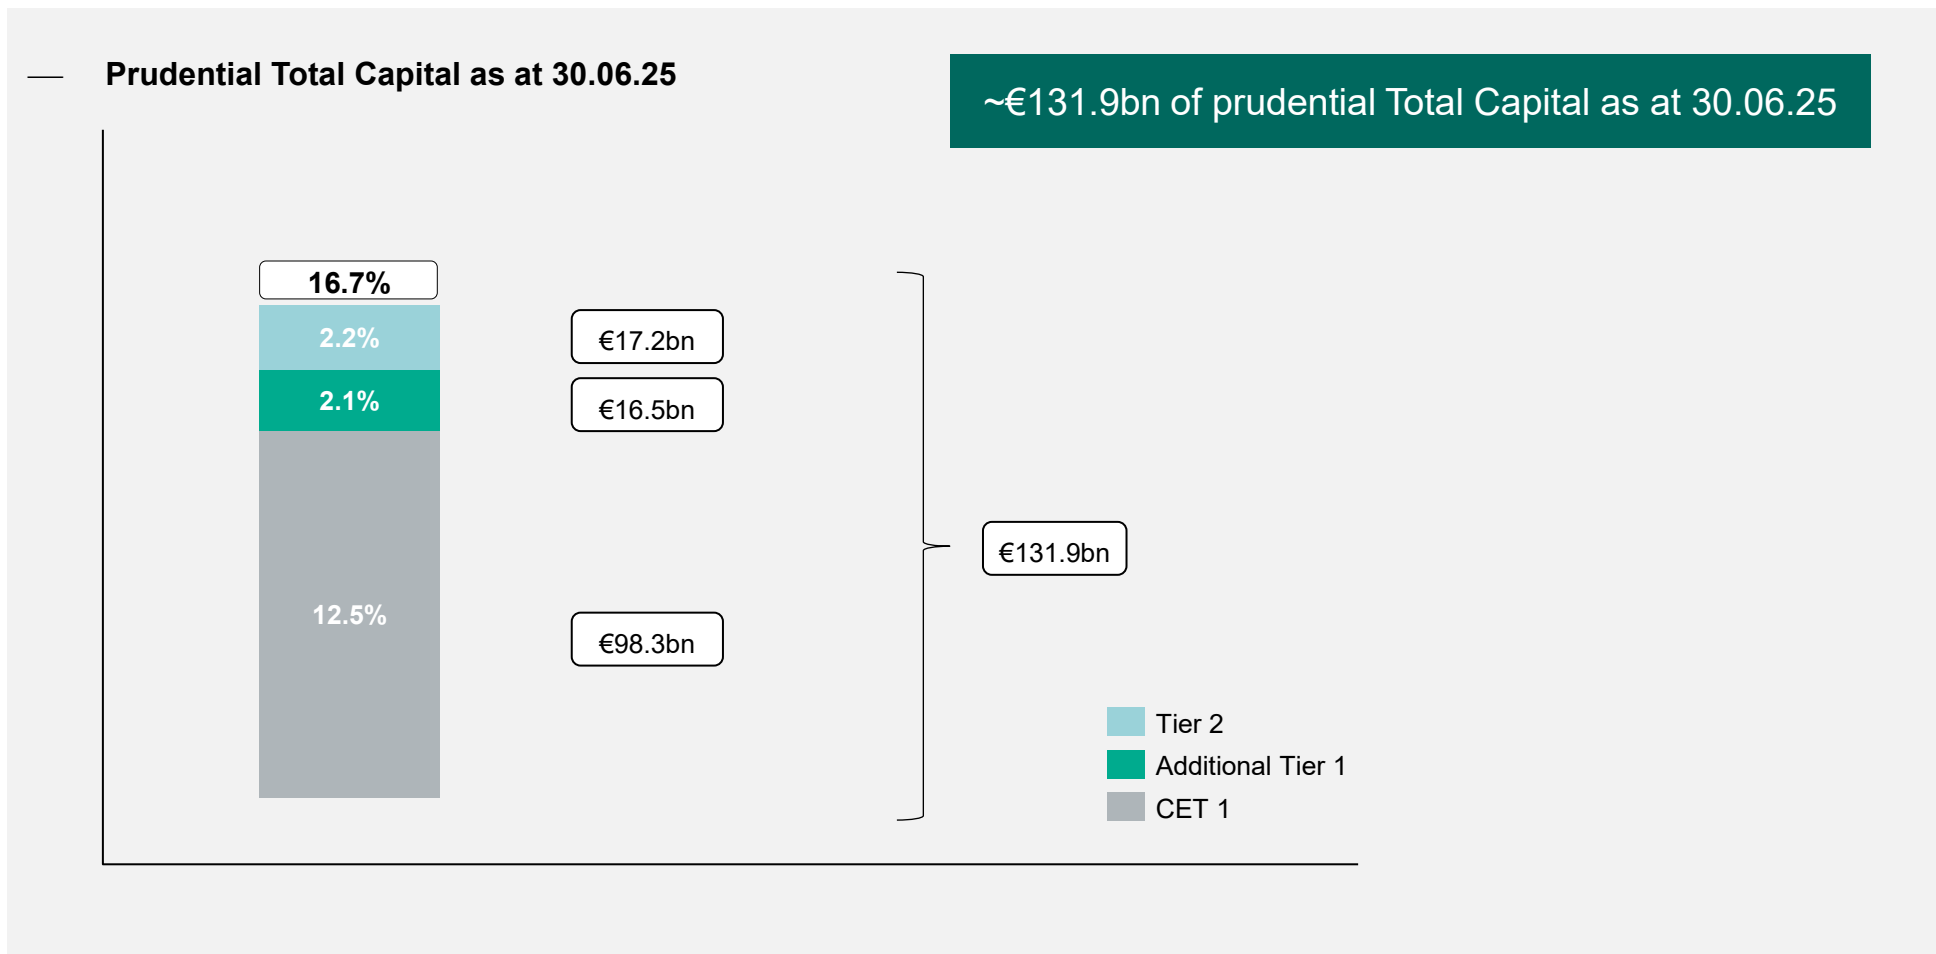 Prudential Total Capital as at 30.06.25
~€131.9bn of prudential Total Capital as at 30.06.25
16.7%
2.2%
€17.2bn
2.1%
€16.5bn
€131.9bn
12.5%
€98.3bn
Tier 2
Additional Tier 1
CET 1